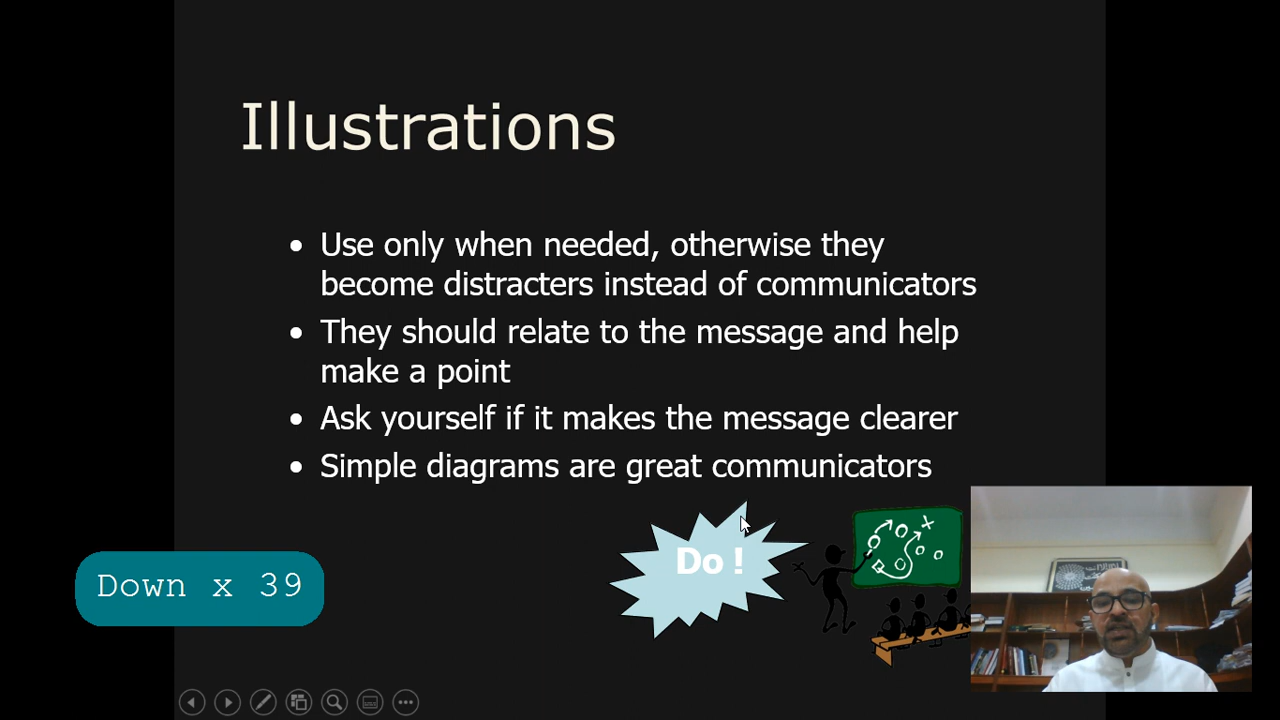 Illustrations
• Use only when needed, otherwise they
become distracters instead of communicators
• They should relate to the message and help
make a point
• Ask yourself if it makes the message clearer
• Simple diagrams are great communicators
Do !
Down x 39